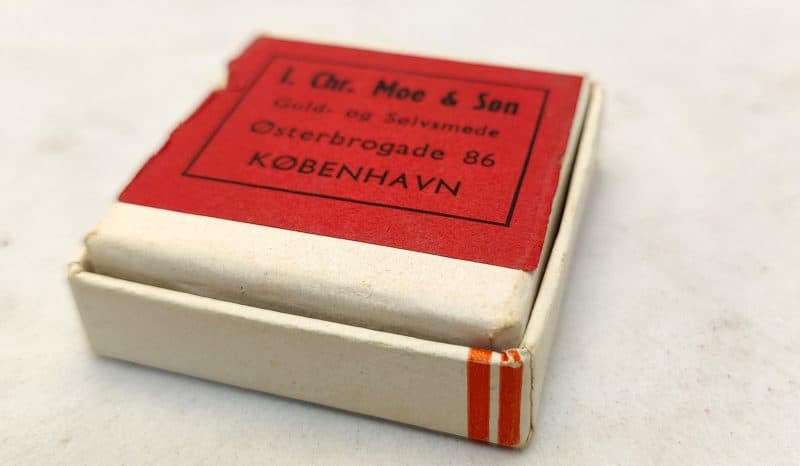 I. Chr. Moe & Søn
Guld- og Sølvsmede
Østerbrogade 86
KØBENHAVN